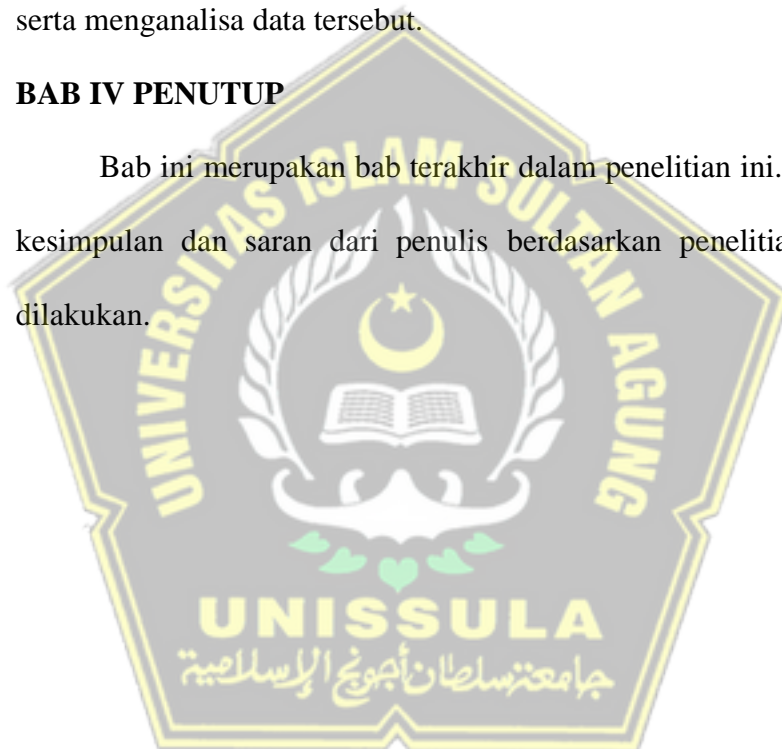 serta menganalisa data tersebut.
BAB IV PENUTUP
Bab ini merupakan bab terakhir dalam penelitian ini.
kesimpulan dan saran dari penulis berdasarkan peneliti
dilakukan.
UNIVERSITAS ISLAM SULTAN AGUNG
UNISSULA
جامعة سلطان أجونج الإسلامية